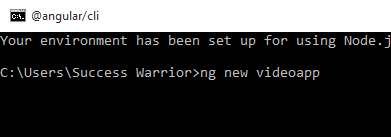 @angular/cli
Your environment has been set up for using Node.j
C:\Users\Success Warrior>ng new videoapp